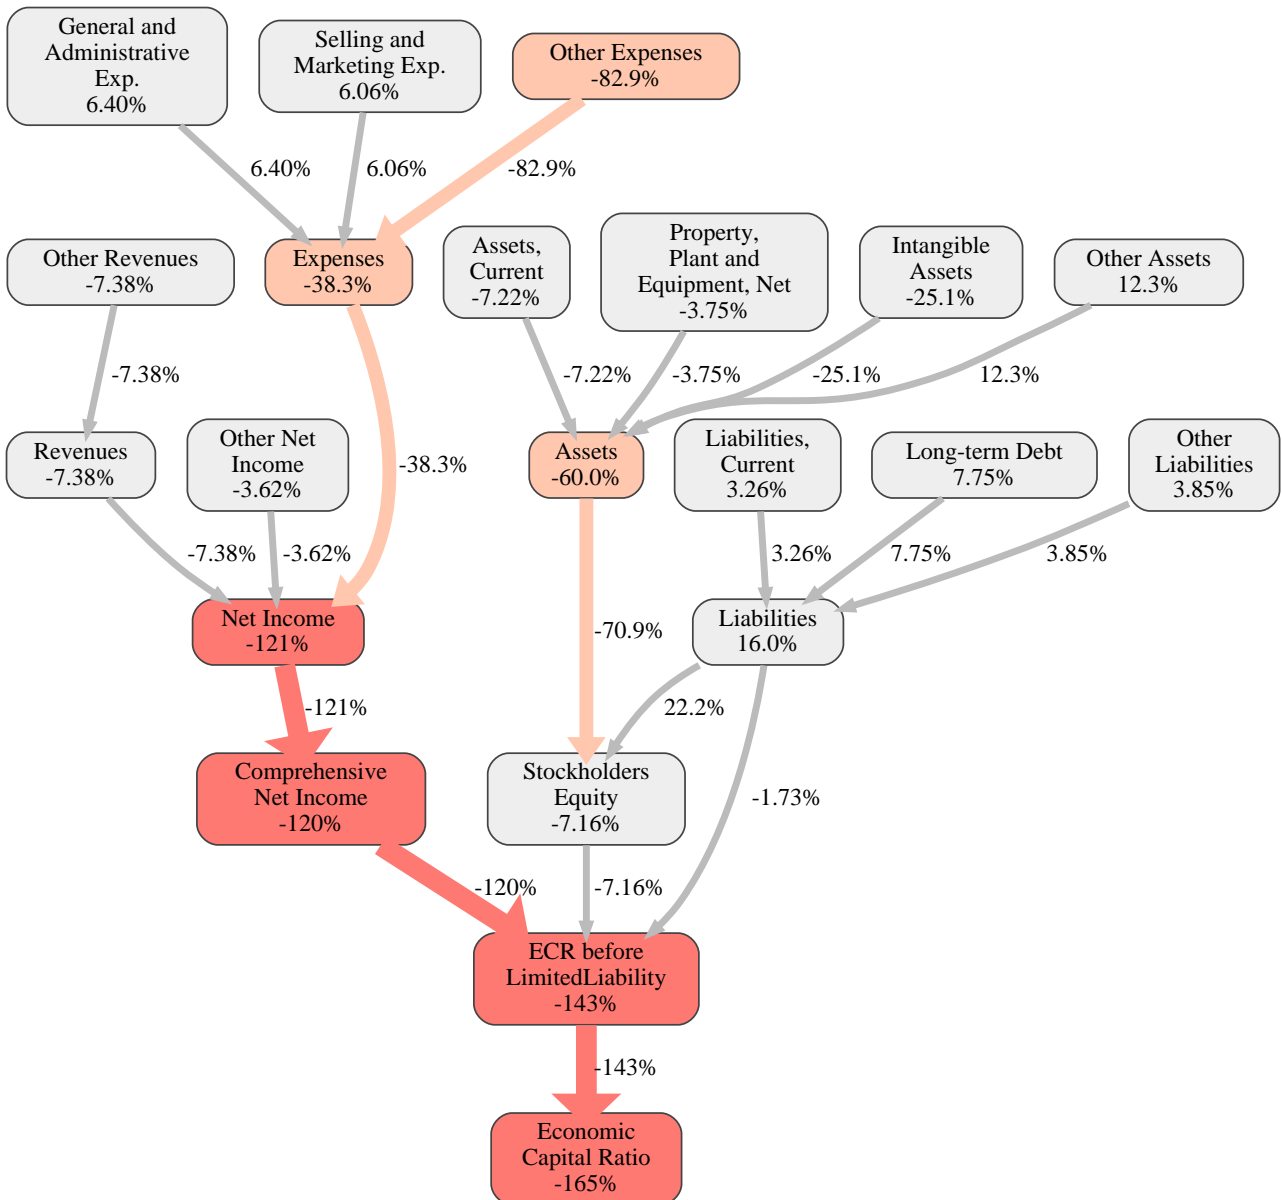 General and
Administrative
Exp.
6.40%
Selling and
Marketing Exp.
6.06%
Other Expenses
-82.9%
6.40%
6.06%
-82.9%
Other Revenues
-7.38%
Expenses
-38.3%
Assets,
Current
-7.22%
Property,
Plant and
Equipment, Net
-3.75%
Intangible
Assets
-25.1%
Other Assets
12.3%
-7.38%
-7.22%
-3.75%
-25.1%
12.3%
Revenues
-7.38%
Other Net
Income
-3.62%
-38.3%
Assets
-60.0%
Liabilities,
Current
3.26%
Long-term Debt
7.75%
Other
Liabilities
3.85%
-7.38%
-3.62%
3.26%
7.75%
3.85%
Net Income
-121%
-70.9%
Liabilities
16.0%
-121%
22.2%
Comprehensive
Net Income
-120%
Stockholders
Equity
-7.16%
-1.73%
-120%
-7.16%
ECR before
LimitedLiability
-143%
-143%
Economic
Capital Ratio
-165%